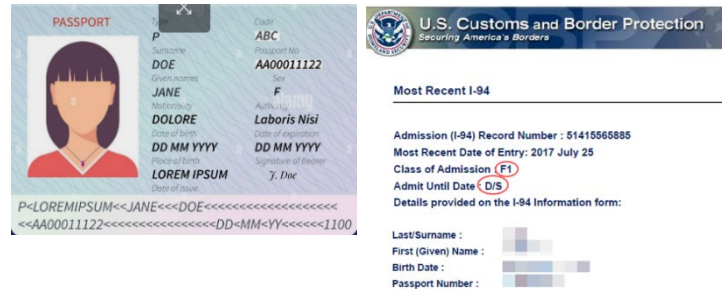 PASSPORT
Type
P
Code
ABC
Surname
DOE
Passport No
AA00011122
Given names
JANE
Sex
F
Nationality
DOLORE
Authority
Laboris Nisi
Date of birth
DD MM YYYY
Date of expiration
DD MM YYYY
Place of birth
LOREM IPSUM
Signature of Bearer
J. Doe
Date of issue
P<LOREMIPSUM<<JANE<<<DOE<<<<<<<<<<<<<<<<<<<<
<<AA00011122<<<<<<<<<<<<<<<<DD<MM<YY<<<<<<1100
U.S. Customs and Border Protection
Securing America's Borders
Most Recent I-94
Admission (I-94) Record Number : 51415565885
Most Recent Date of Entry: 2017 July 25
Class of Admission : F1
Admit Until Date : D/S
Details provided on the I-94 Information form:
Last/Surname :
First (Given) Name :
Birth Date :
Passport Number :